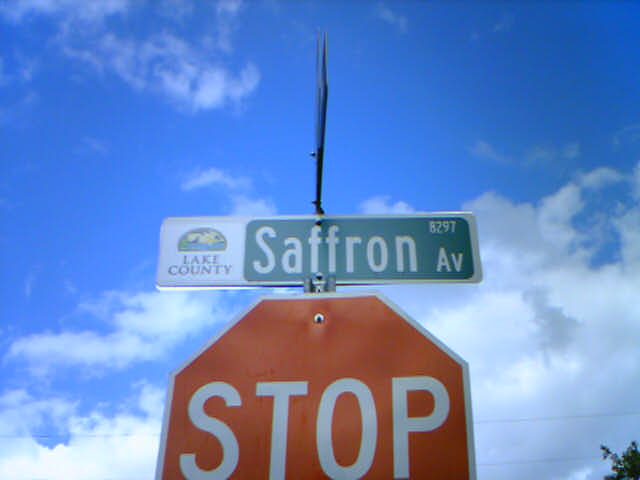 8297
LAKE
COUNTY
Saffron Av
STOP